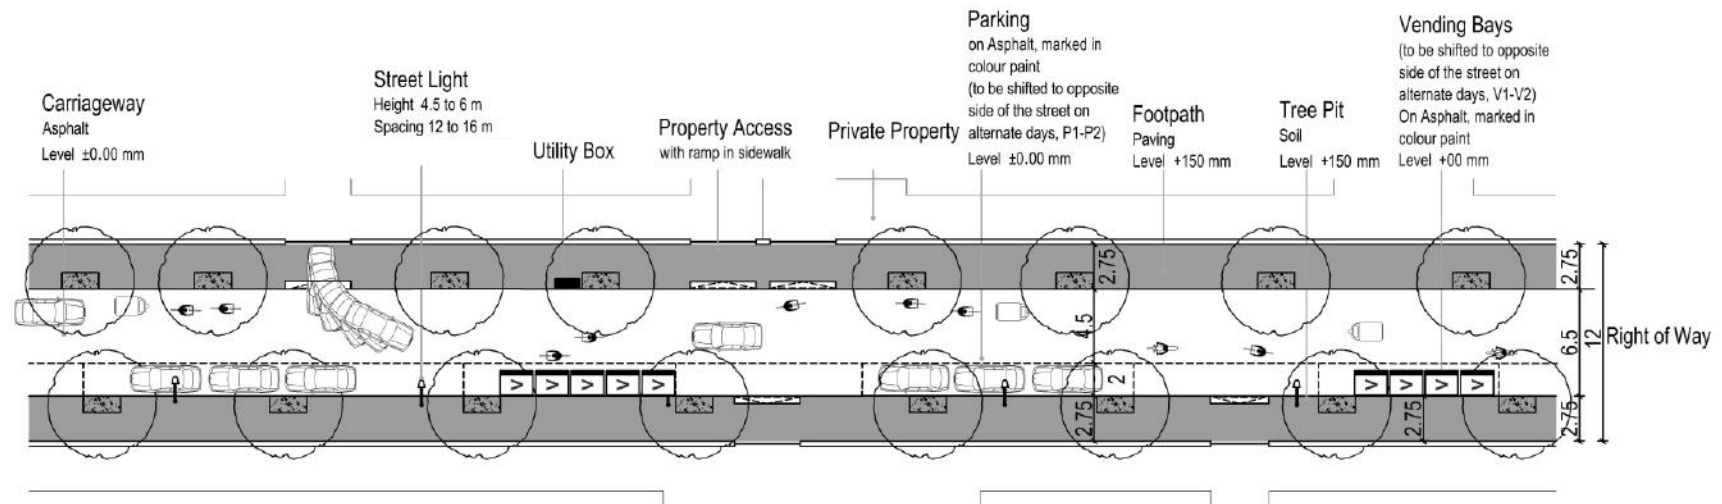 Carriageway
Asphalt
Level ±0.00 mm
Street Light
Height 4.5 to 6 m
Spacing 12 to 16 m
Utility Box
Property Access
with ramp in sidewalk
Private Property
Parking
on Asphalt, marked in
colour paint
(to be shifted to opposite
side of the street on
alternate days, P1-P2)
Level ±0.00 mm
Footpath
Paving
Level +150 mm
Tree Pit
Soil
Level +150 mm
Vending Bays
(to be shifted to opposite
side of the street on
alternate days, V1-V2)
On Asphalt, marked in
colour paint
Level +00 mm
2.75
4.5
2
2.75
2.75
2.75
6.5
2.75
12
Right of Way
V V V V V
V V V V